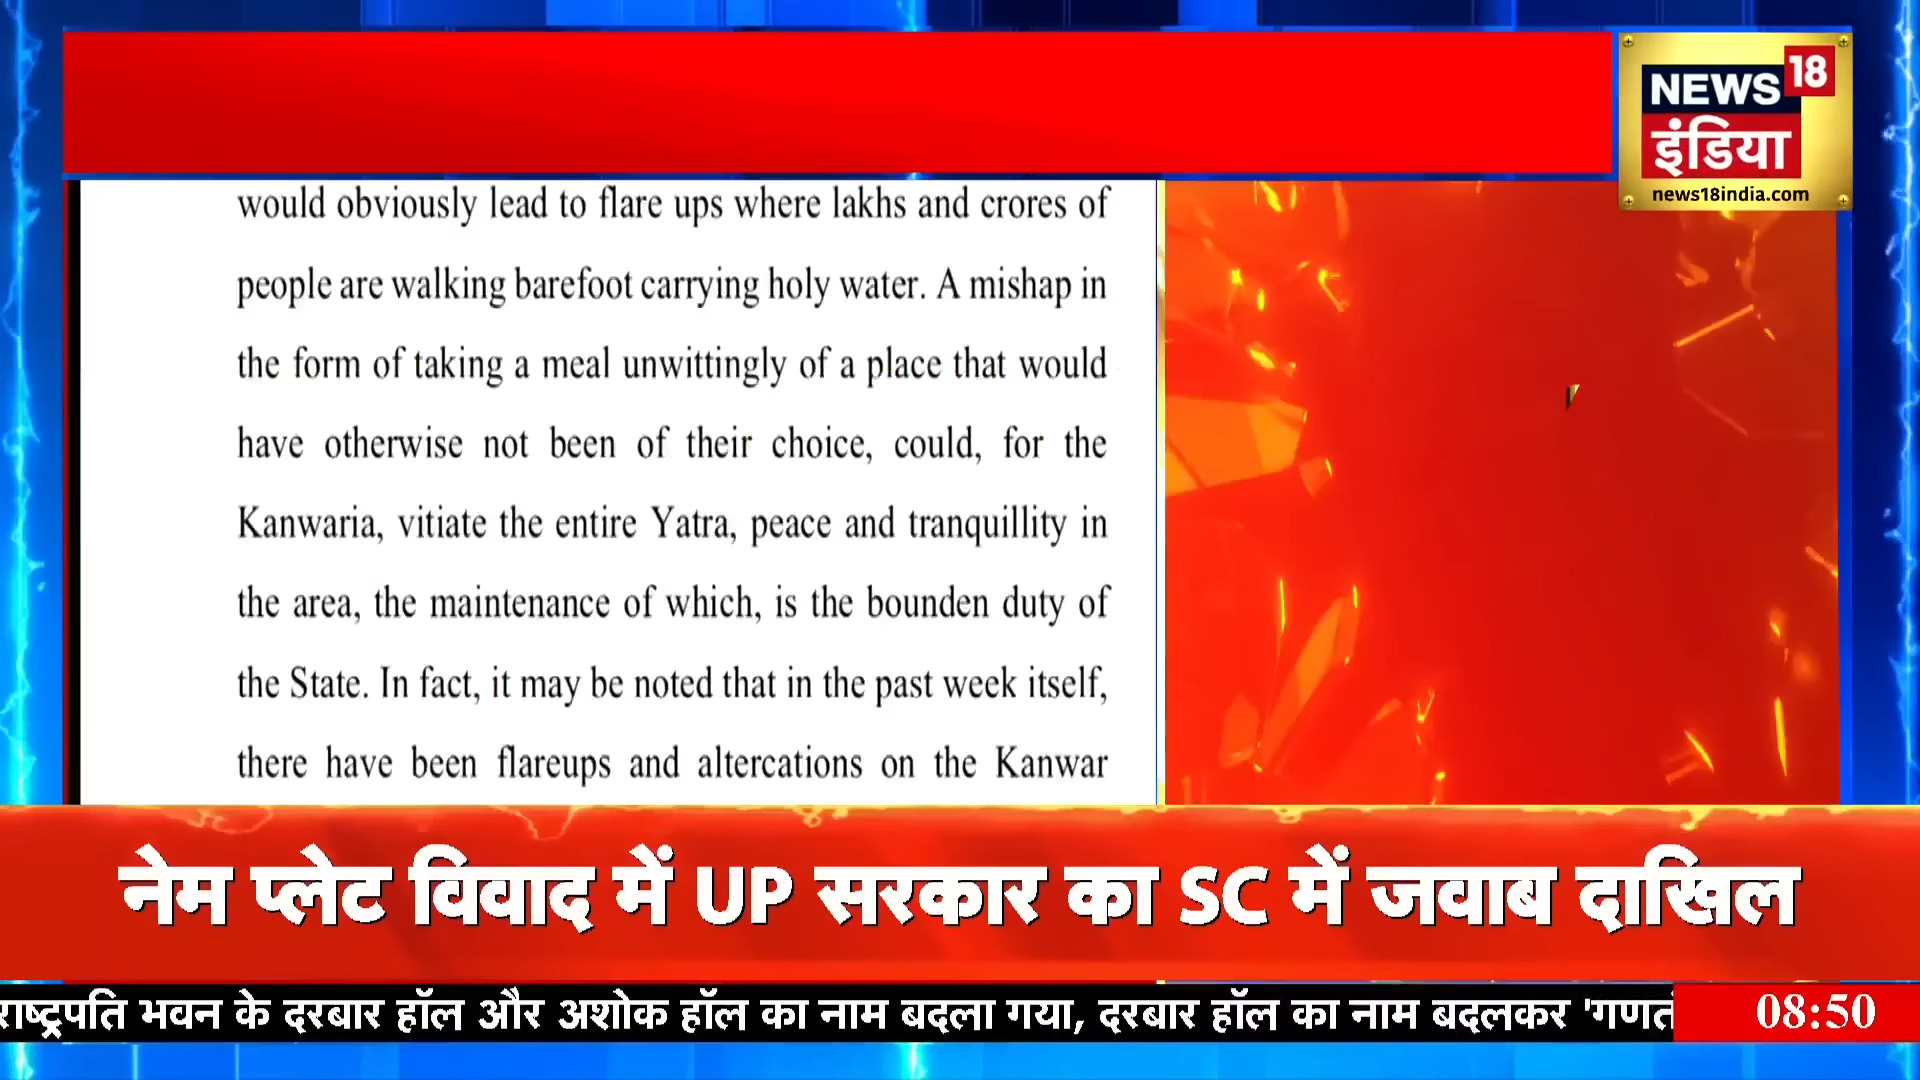 NEWS 18
इंडिया
news18india.com
would obviously lead to flare ups where lakhs and crores of
people are walking barefoot carrying holy water. A mishap in
the form of taking a meal unwittingly of a place that would
have otherwise not been of their choice, could, for the
Kanwaria, vitiate the entire Yatra, peace and tranquillity in
the area, the maintenance of which, is the bounden duty of
the State. In fact, it may be noted that in the past week itself,
there have been flareups and altercations on the Kanwar
नेम प्लेट विवाद में UP सरकार का SC में जवाब दाखिल
राष्ट्रपति भवन के दरबार हॉल और अशोक हॉल का नाम बदला गया, दरबार हॉल का नाम बदलकर 'गणतं
08:50